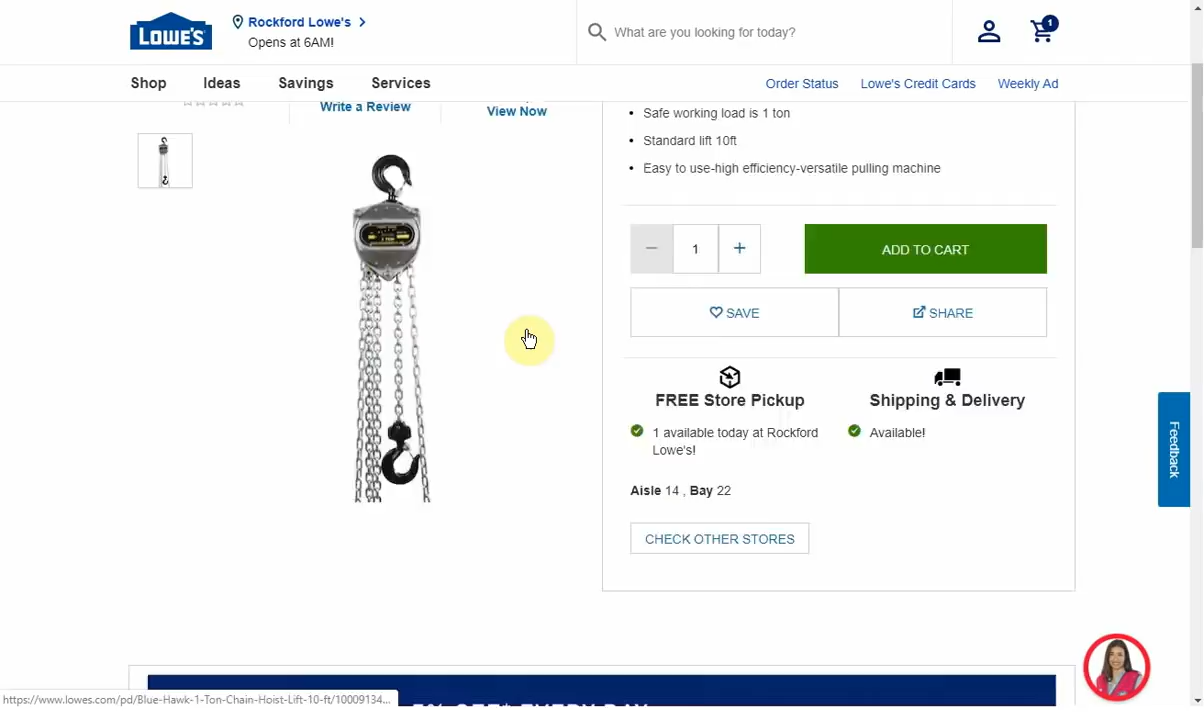 LOWE'S
Rockford Lowe's
Opens at 6AM!
What are you looking for today?
1
Shop
Ideas
Savings
Services
Order Status
Lowe's Credit Cards
Weekly Ad
Write a Review
View Now
• Safe working load is 1 ton
• Standard lift 10ft
• Easy to use-high efficiency-versatile pulling machine
1
ADD TO CART
SAVE
SHARE
FREE Store Pickup
Shipping & Delivery
1 available today at Rockford
Lowe's!
Available!
Aisle 14 , Bay 22
CHECK OTHER STORES
Feedback
https://www.lowes.com/pd/Blue-Hawk-1-Ton-Chain-Hoist-Lift-10-ft/10009134...
5% OFF* EVERY DAY